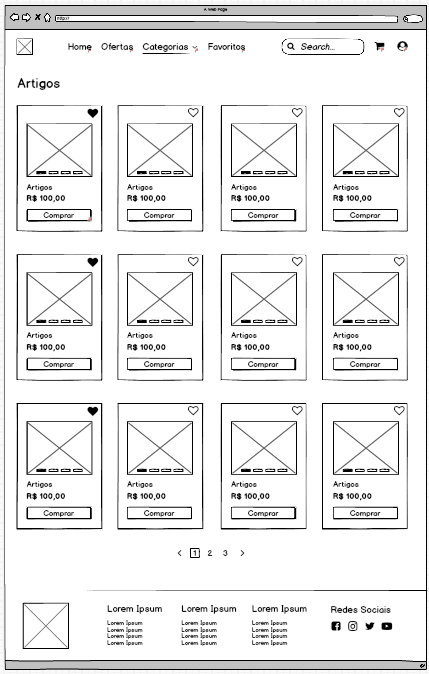 A Web Page
http://
Home Ofertas Categorias Favoritos Search...
Artigos
Artigos Artigos Artigos Artigos
R$ 100,00 R$ 100,00 R$ 100,00 R$ 100,00
Comprar Comprar Comprar Comprar
Artigos Artigos Artigos Artigos
R$ 100,00 R$ 100,00 R$ 100,00 R$ 100,00
Comprar Comprar Comprar Comprar
Artigos Artigos Artigos Artigos
R$ 100,00 R$ 100,00 R$ 100,00 R$ 100,00
Comprar Comprar Comprar Comprar
< 1 2 3 >
Lorem Ipsum Lorem Ipsum Lorem Ipsum Redes Sociais
Lorem Ipsum Lorem Ipsum Lorem Ipsum
Lorem Ipsum Lorem Ipsum Lorem Ipsum
Lorem Ipsum Lorem Ipsum Lorem Ipsum
Lorem Ipsum Lorem Ipsum Lorem Ipsum